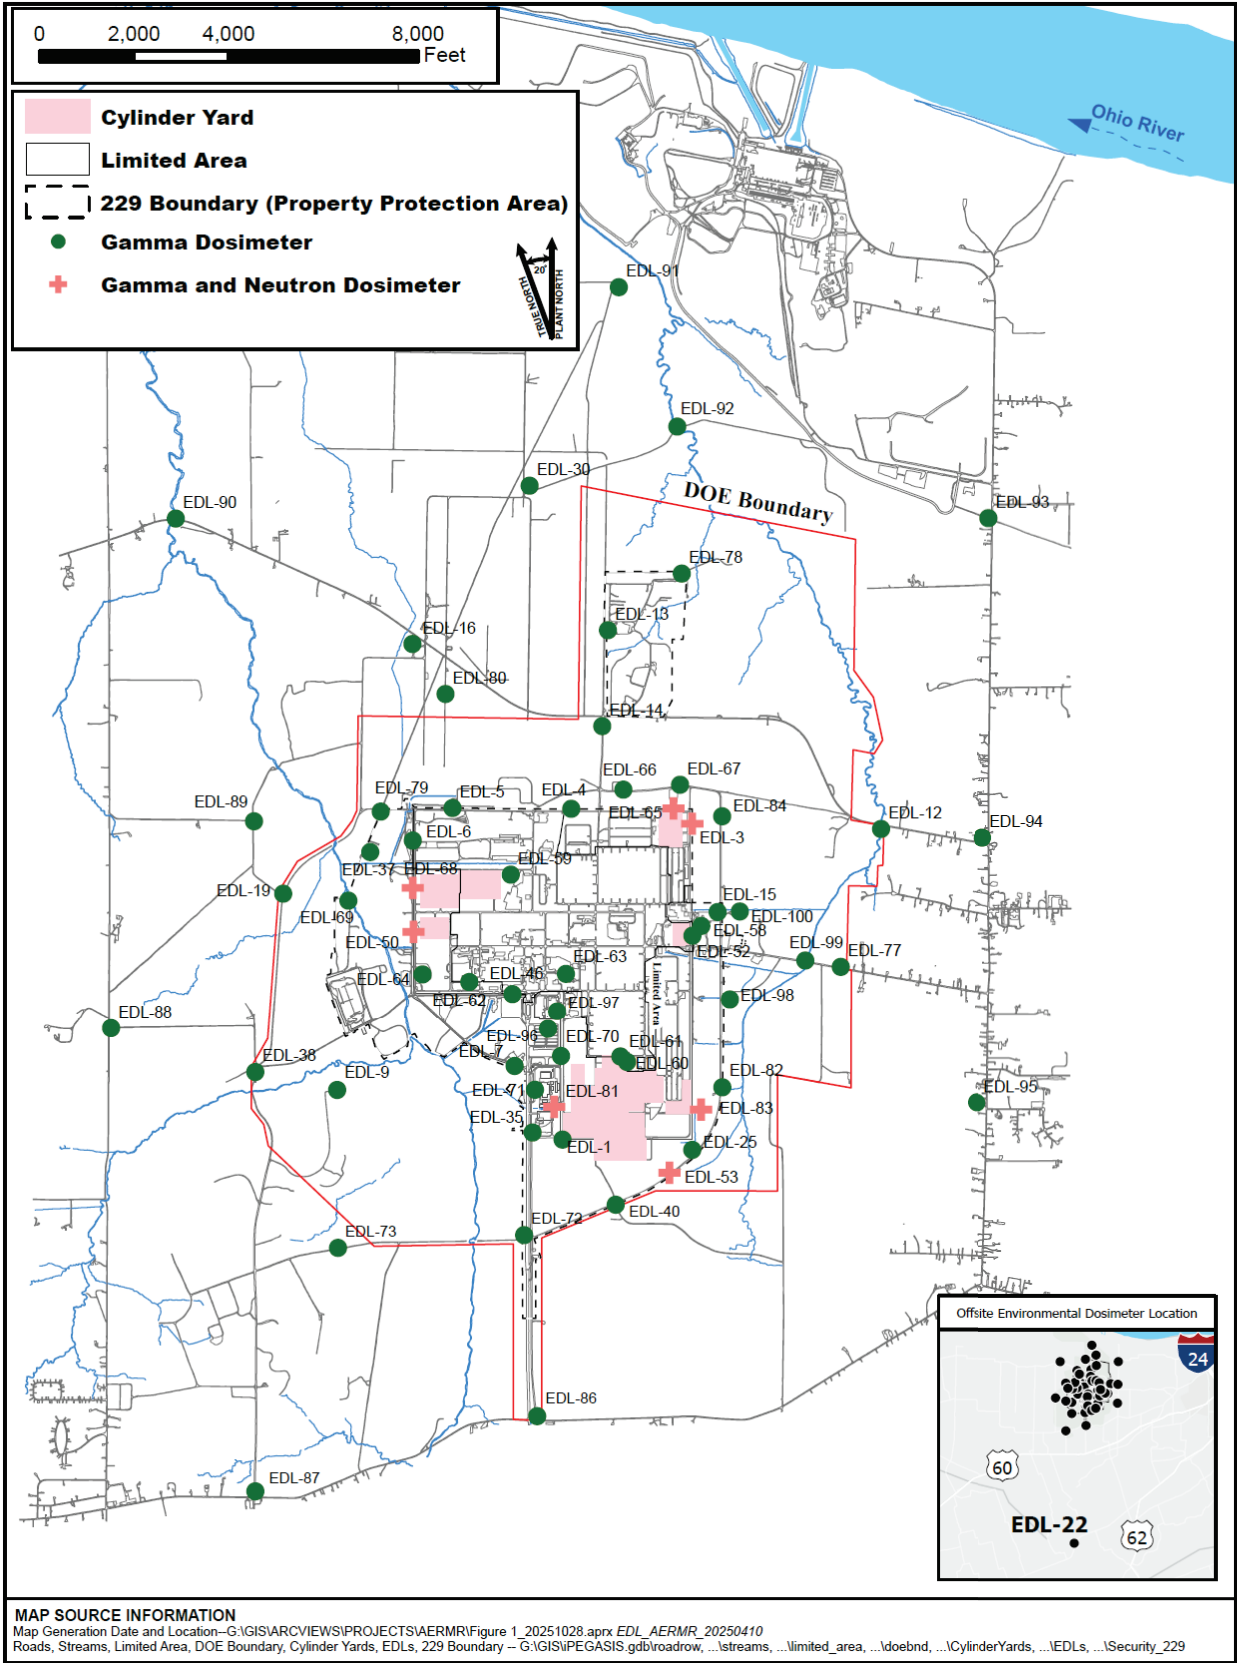 0 2,000 4,000 8,000
Feet
Cylinder Yard
Limited Area
229 Boundary (Property Protection Area)
Gamma Dosimeter
Gamma and Neutron Dosimeter
20°
TRUE NORTH
PLANT NORTH
Ohio River
EDL-91
EDL-92
EDL-30
DOE Boundary
EDL-90
EDL-93
EDL-78
EDL-13
EDL-16
EDL-80
EDL-14
EDL-66
EDL-67
EDL-79
EDL-5
EDL-4
EDL-65
EDL-84
EDL-89
EDL-12
EDL-94
EDL-6
EDL-3
EDL-37
EDL-68
EDL-59
EDL-19
EDL-15
EDL-69
EDL-100
EDL-58
EDL-50
EDL-52
EDL-99
EDL-77
EDL-63
EDL-64
EDL-46
EDL-62
Limited Area
EDL-98
EDL-97
EDL-88
EDL-96
EDL-70
EDL-61
EDL-7
EDL-60
EDL-38
EDL-9
EDL-82
EDL-71
EDL-81
EDL-95
EDL-83
EDL-35
EDL-1
EDL-25
EDL-53
EDL-40
EDL-72
EDL-73
EDL-86
EDL-87
Offsite Environmental Dosimeter Location
24
60
EDL-22
62
MAP SOURCE INFORMATION
Map Generation Date and Location--G:\GIS\ARCVIEWS\PROJECTS\AERMR\Figure 1_20251028.aprx EDL_AERMR_20250410
Roads, Streams, Limited Area, DOE Boundary, Cylinder Yards, EDLs, 229 Boundary -- G:\GIS\iPEGASIS.gdb\roadrow, ...\streams, ...\limited_area, ...\doebnd, ...\CylinderYards, ...\EDLs, ...\Security_229